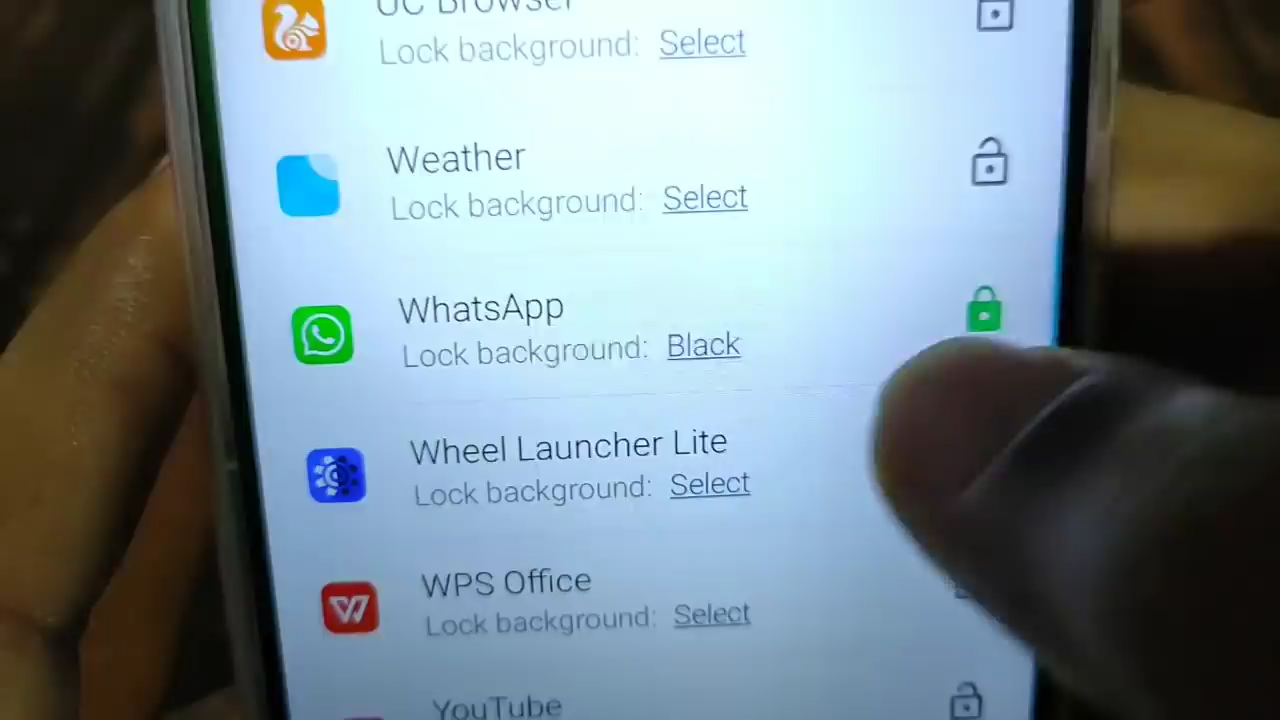 UC Browser
Lock background: Select
Weather
Lock background: Select
WhatsApp
Lock background: Black
Wheel Launcher Lite
Lock background: Select
WPS Office
Lock background: Select
YouTube